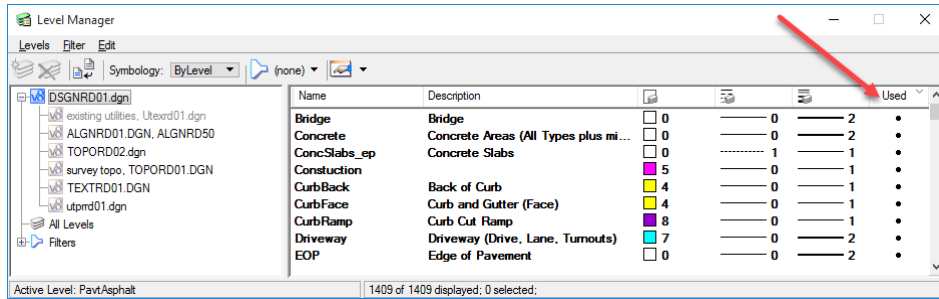 Level Manager
Levels Filter Edit
Symbology: ByLevel (none)
DSGNRD01.dgn
existing utilities, Utexrd01.dgn
ALGNRD01.DGN, ALGNRD50
TOPORD02.dgn
survey topo, TOPORD01.DGN
TEXTRD01.DGN
utprrd01.dgn
All Levels
Filters
Name Description Used
Bridge Bridge 0 0 2
Concrete Concrete Areas (All Types plus mi... 0 0 2
ConcSlabs_ep Concrete Slabs 0 1 1
Constuction 5 0 1
CurbBack Back of Curb 4 0 1
CurbFace Curb and Gutter (Face) 4 0 1
CurbRamp Curb Cut Ramp 8 0 1
Driveway Driveway (Drive, Lane, Turnouts) 7 0 2
EOP Edge of Pavement 0 0 2
Active Level: PavtAsphalt 1409 of 1409 displayed; 0 selected;